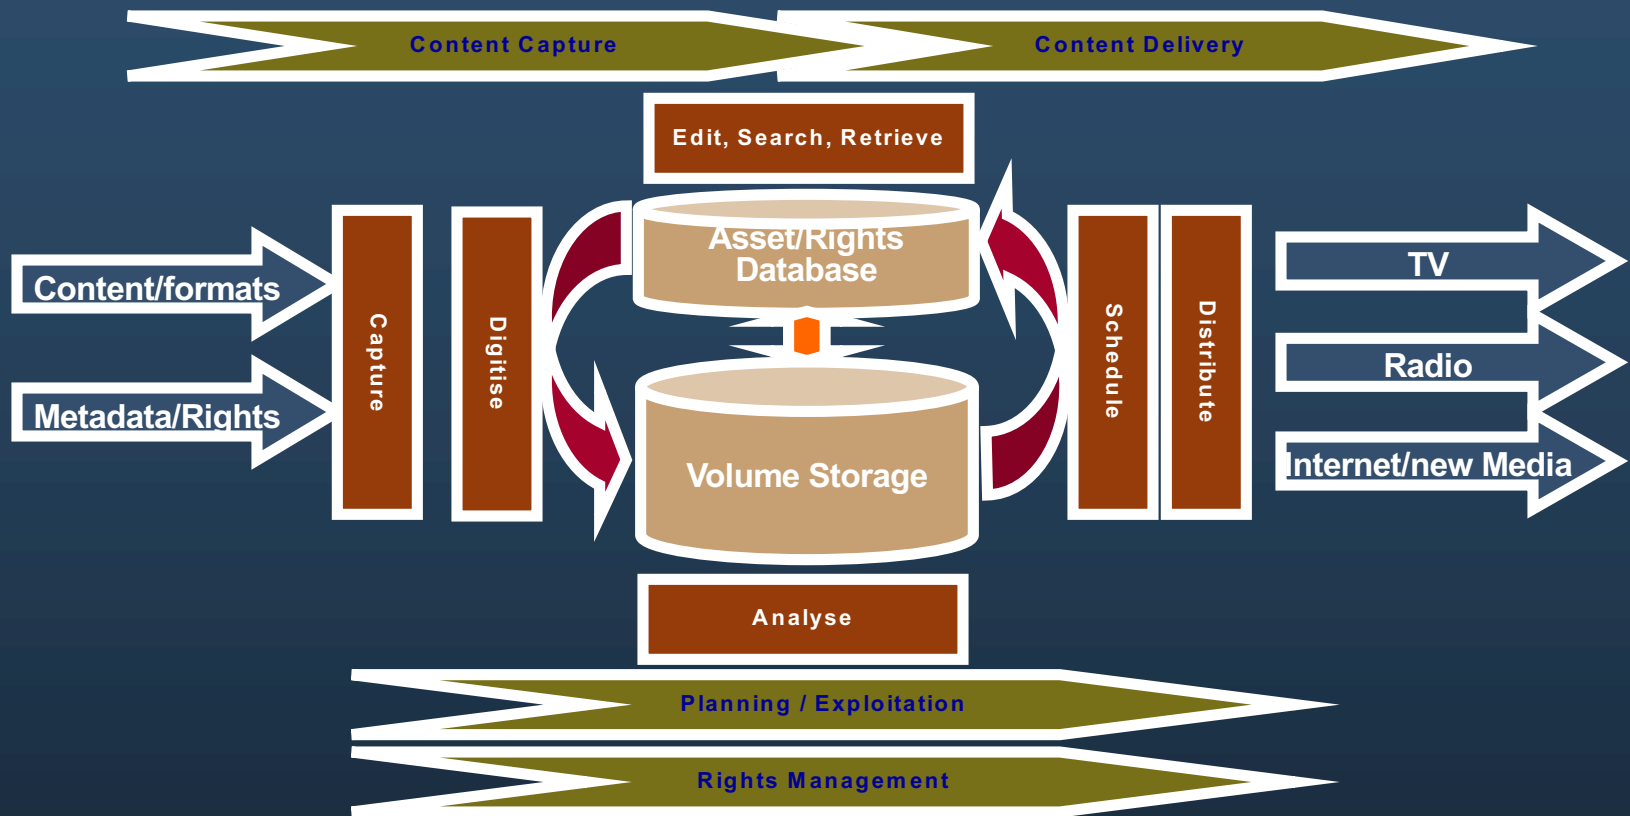 Content Capture
Content Delivery
Edit, Search, Retrieve
Asset/Rights
Database
Content/formats
Metadata/Rights
Capture
Digitise
Volume Storage
Schedule
Distribute
TV
Radio
Internet/new Media
Analyse
Planning / Exploitation
Rights Management